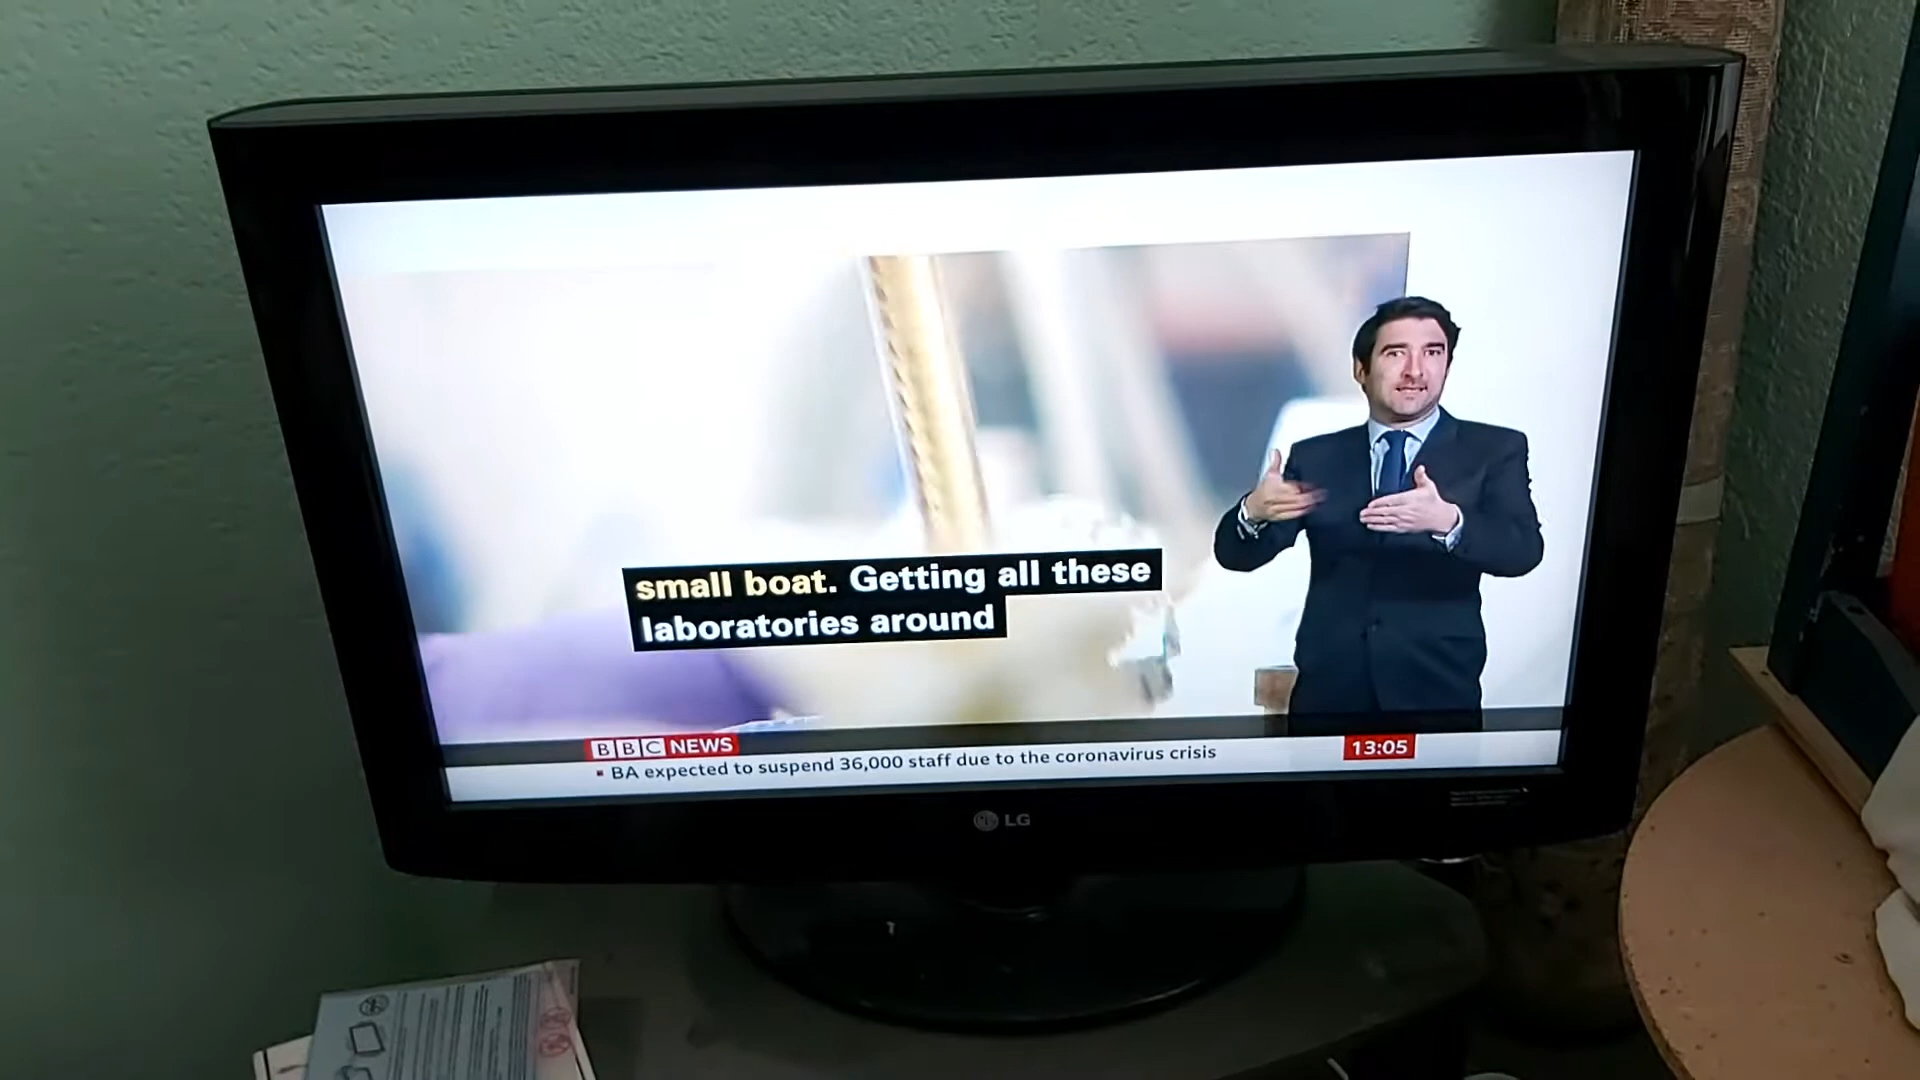 small boat. Getting all these
laboratories around
BBC NEWS
BA expected to suspend 36,000 staff due to the coronavirus crisis
13:05
LG